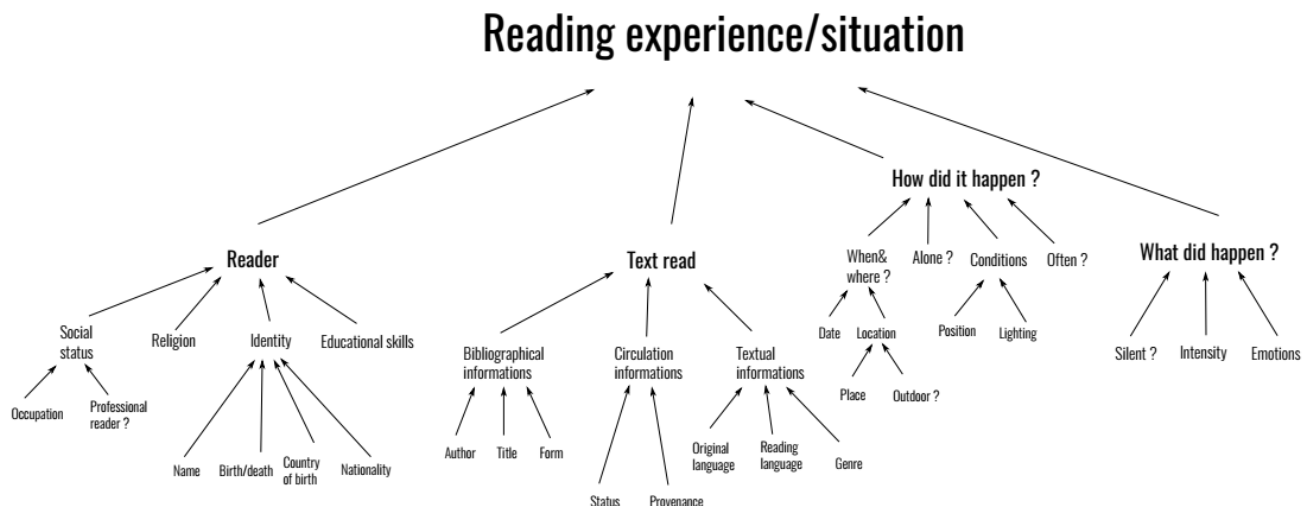 Reading experience/situation
How did it happen ?
Reader
Text read
When&
where ?
Alone ?
Conditions
Often ?
What did happen ?
Social
status
Religion
Identity
Educational skills
Bibliographical
informations
Circulation
informations
Textual
informations
Date
Location
Position
Lighting
Silent ?
Intensity
Emotions
Occupation
Professional
reader ?
Place
Outdoor ?
Name
Birth/death
Country
of birth
Nationality
Author
Title
Form
Original
language
Reading
language
Genre
Status
Provenance